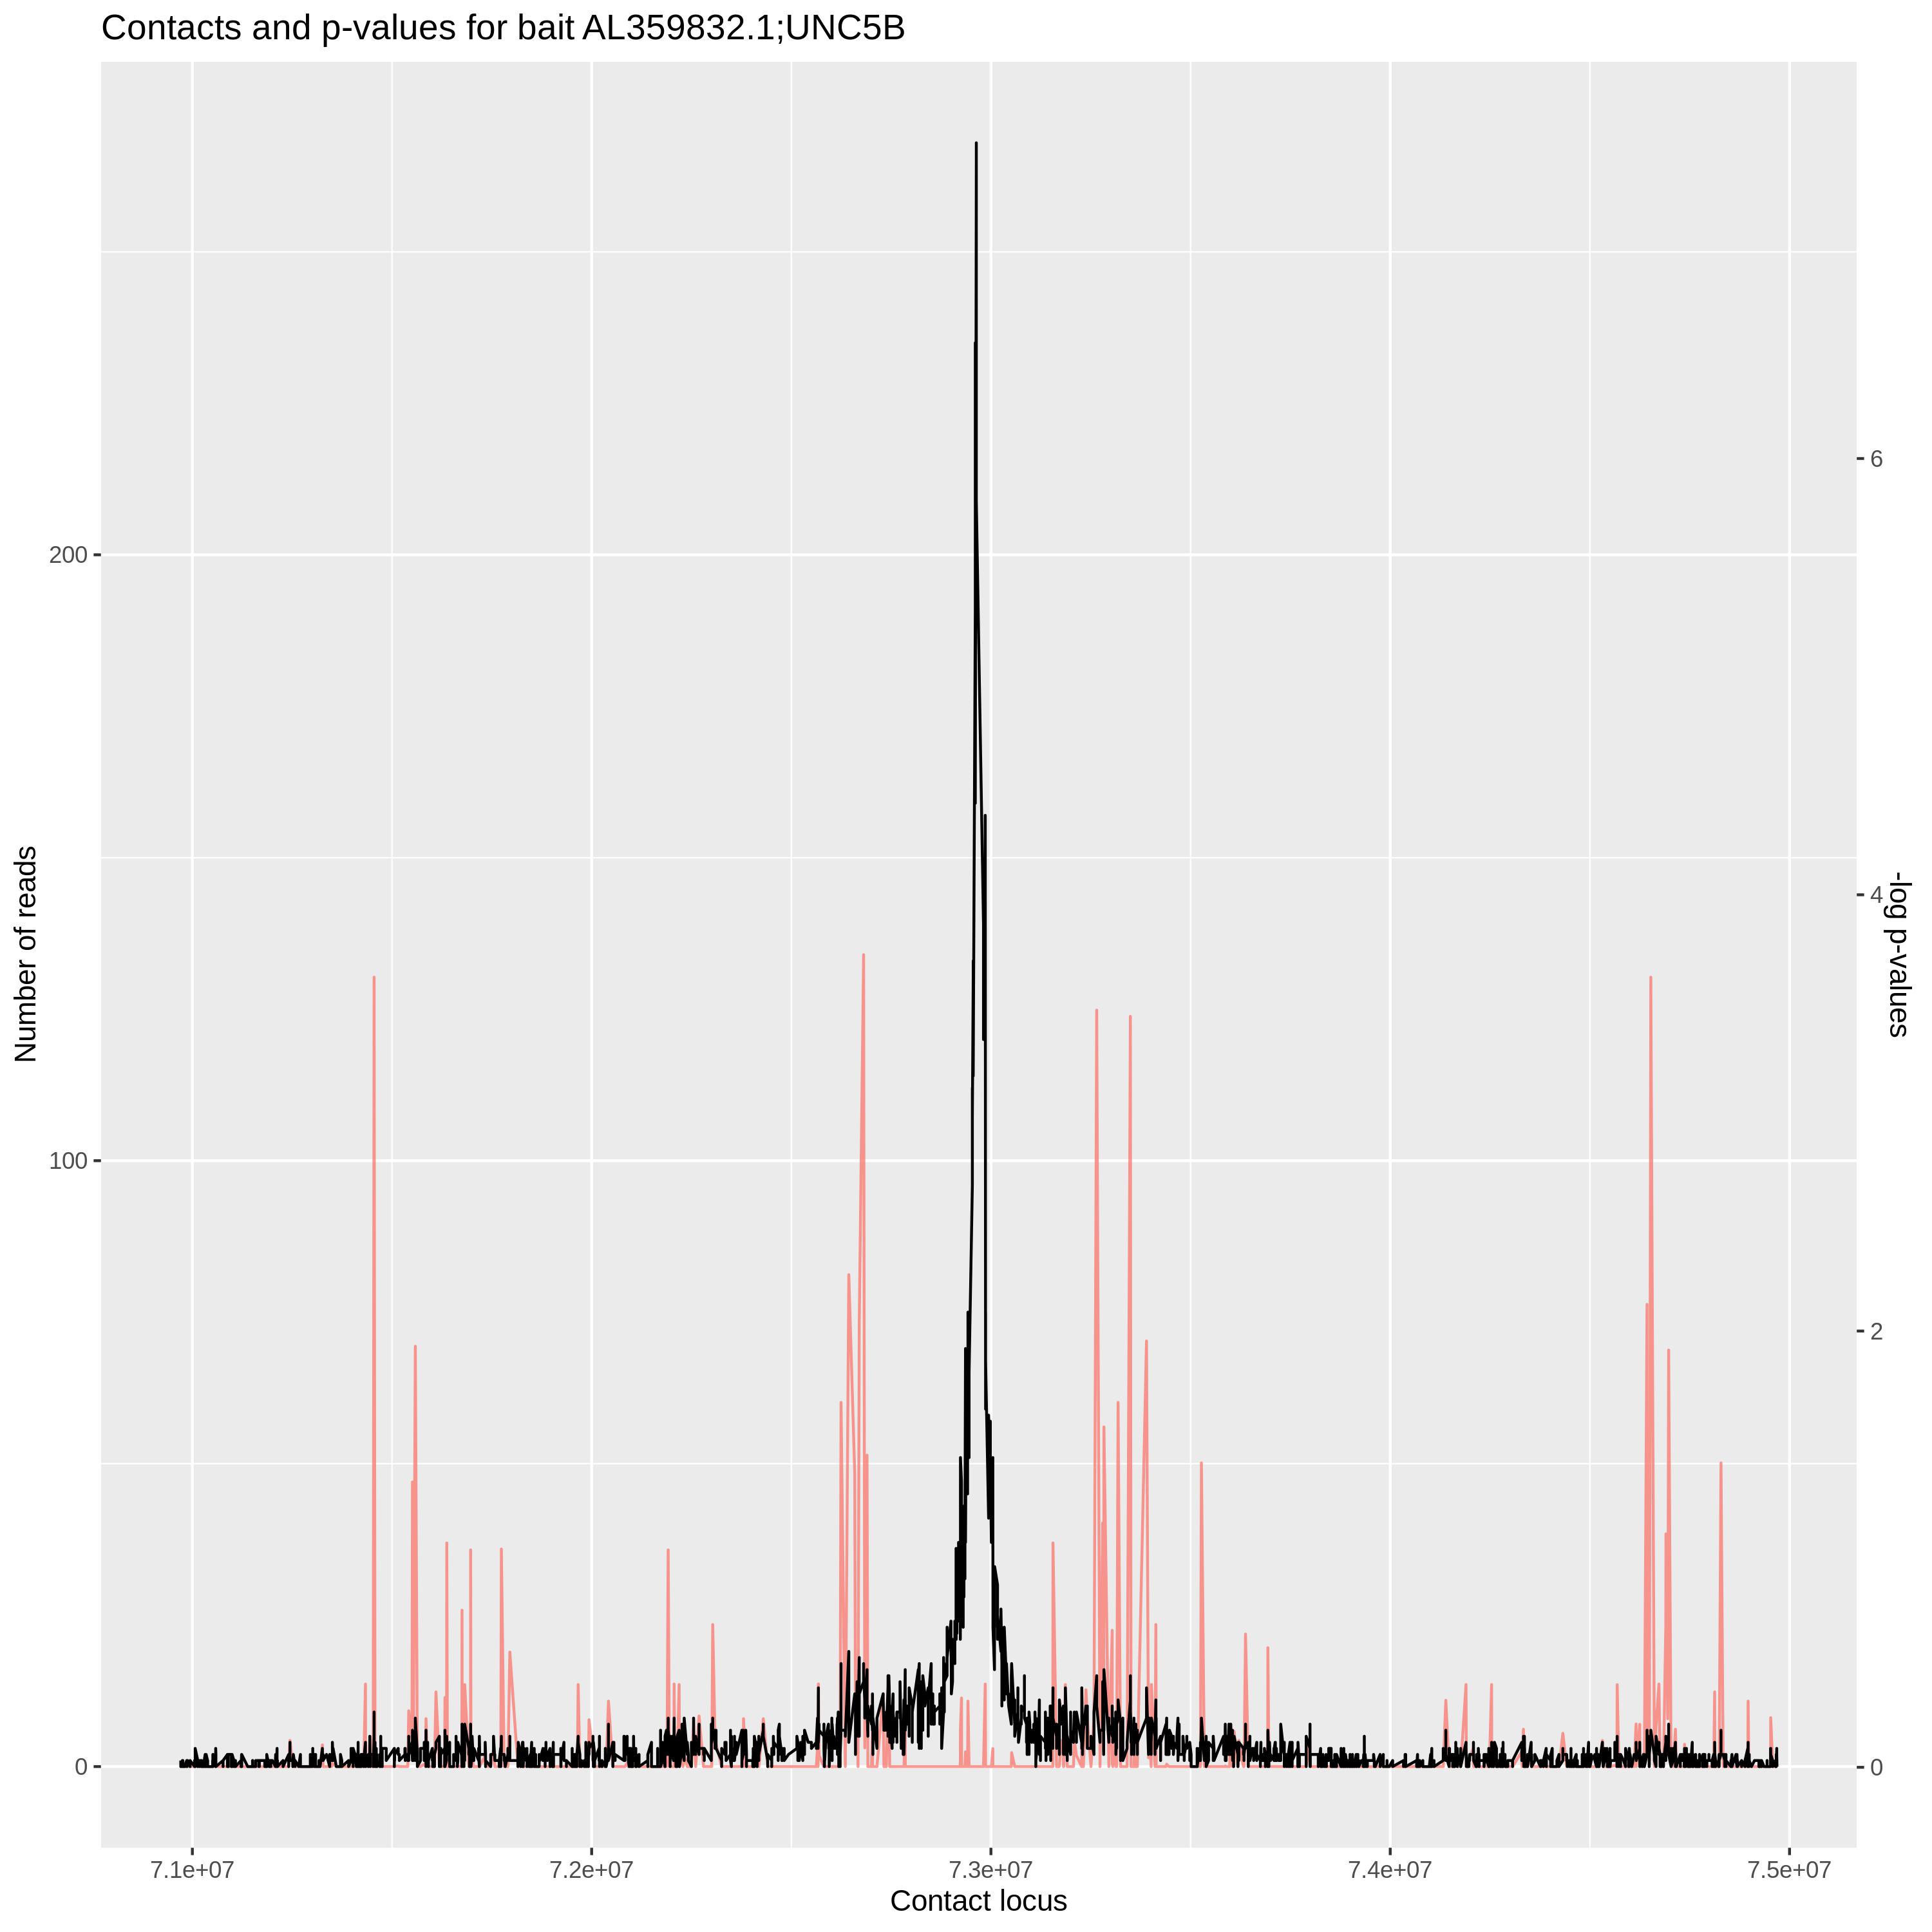 Contacts and p-values for bait AL359832.1;UNC5B
Number of reads
200
100
0
6
4
2
0
-log p-values
7.1e+07 7.2e+07 7.3e+07 7.4e+07 7.5e+07
Contact locus